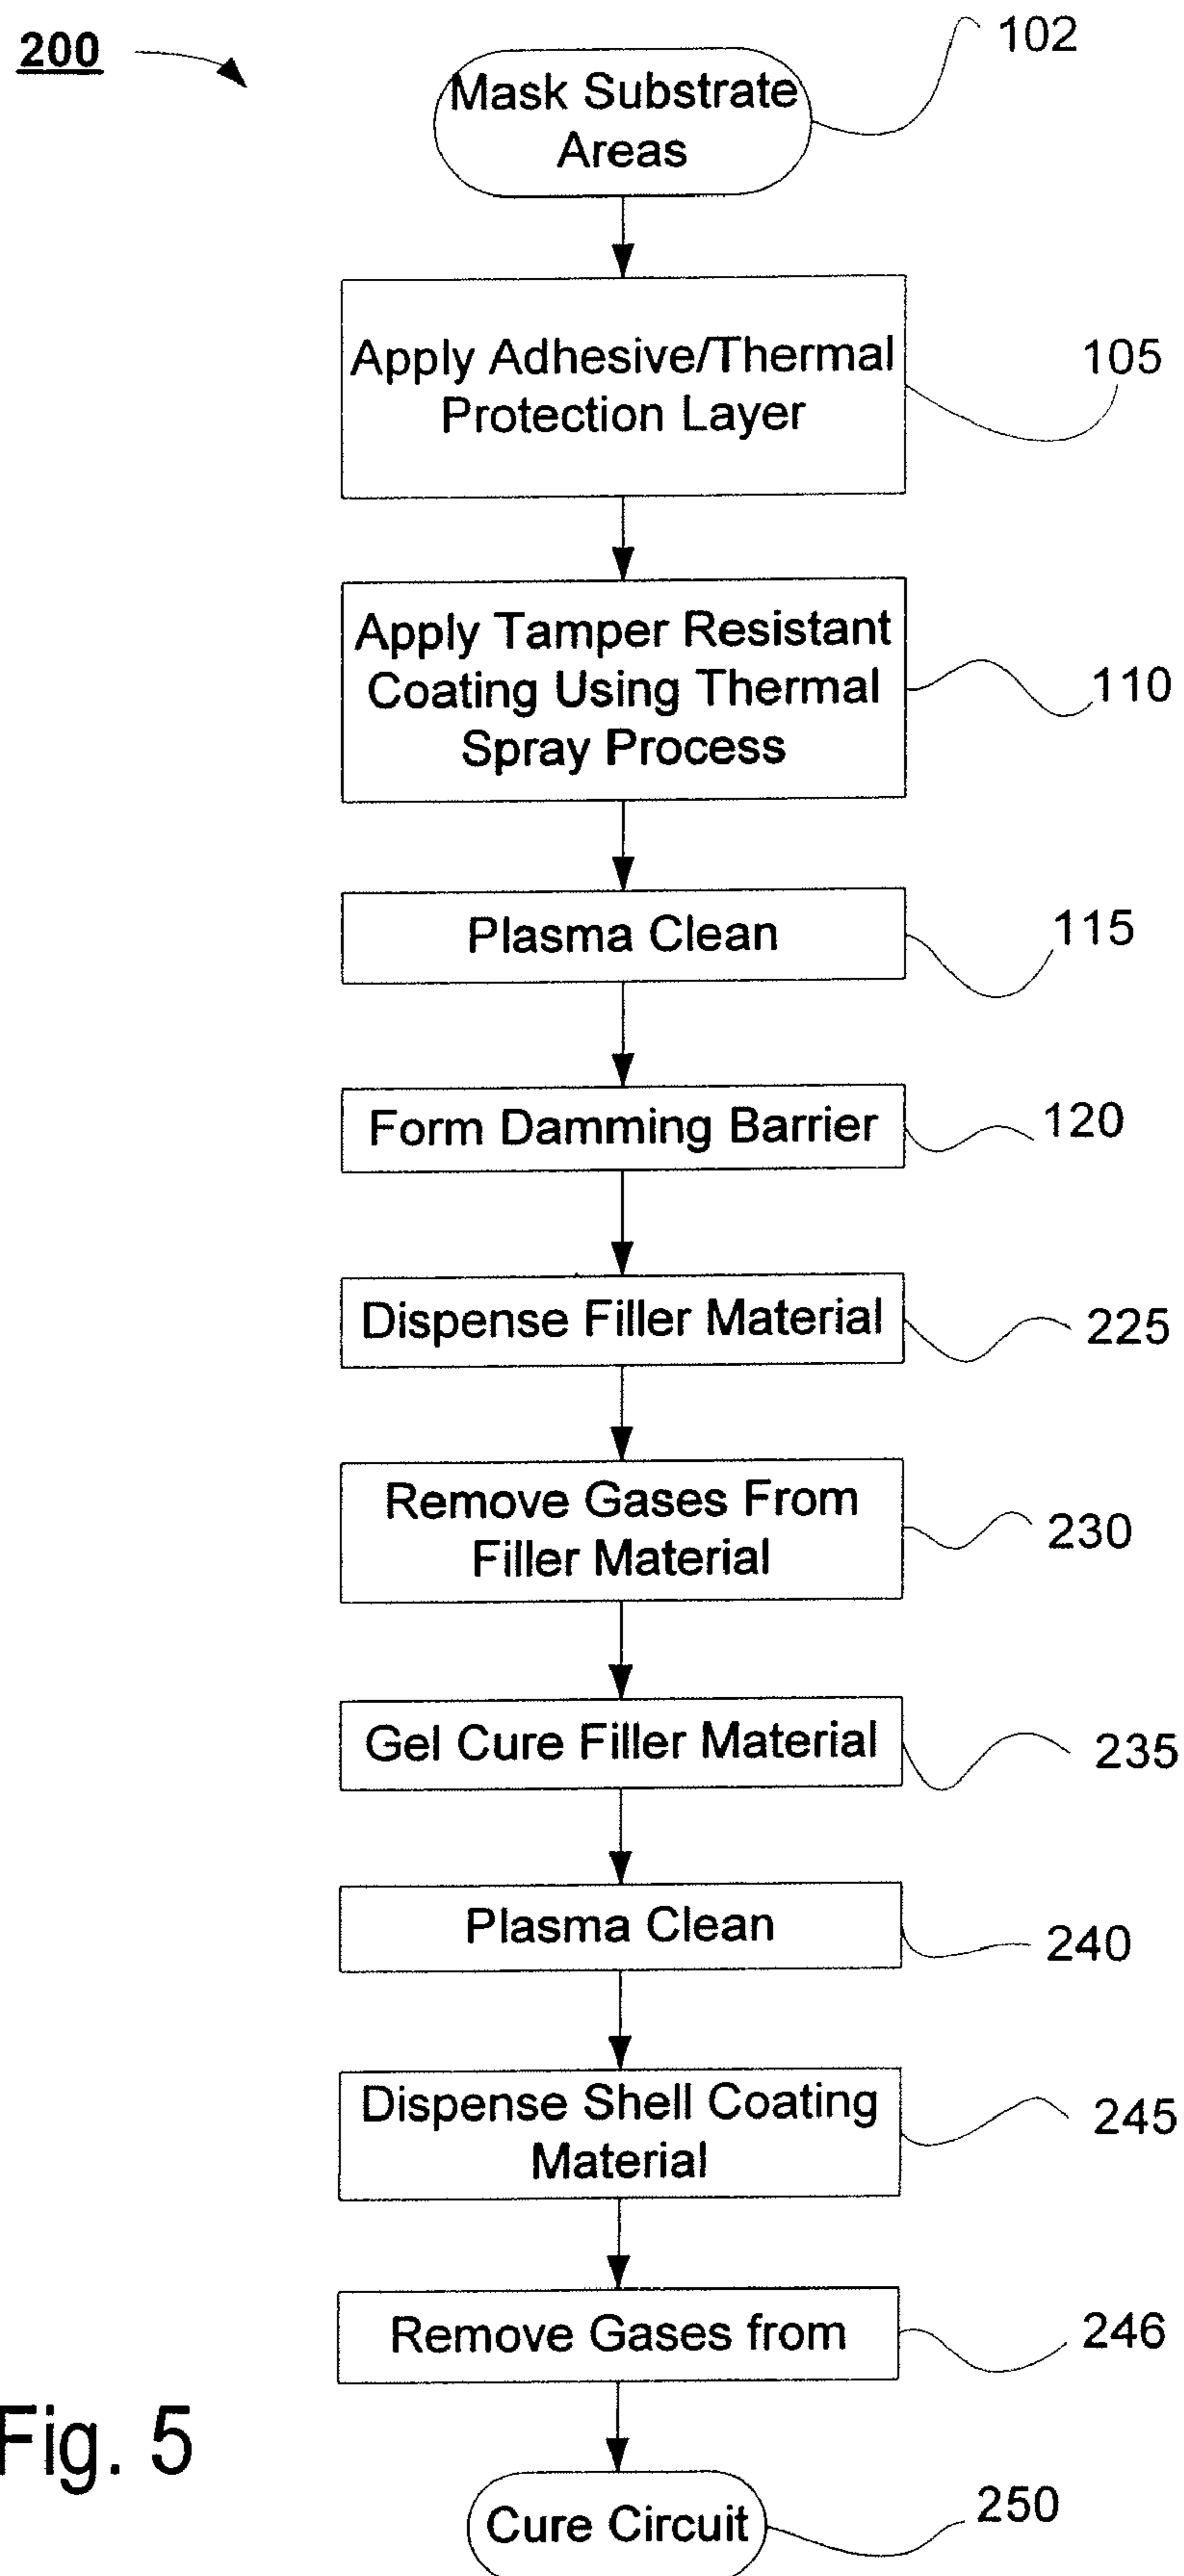 200
102
Mask Substrate
Areas
Apply Adhesive/Thermal
Protection Layer
105
Apply Tamper Resistant
Coating Using Thermal
Spray Process
110
Plasma Clean
115
Form Damming Barrier
120
Dispense Filler Material
225
Remove Gases From
Filler Material
230
Gel Cure Filler Material
235
Plasma Clean
240
Dispense Shell Coating
Material
245
Remove Gases from
246
Fig. 5
Cure Circuit
250